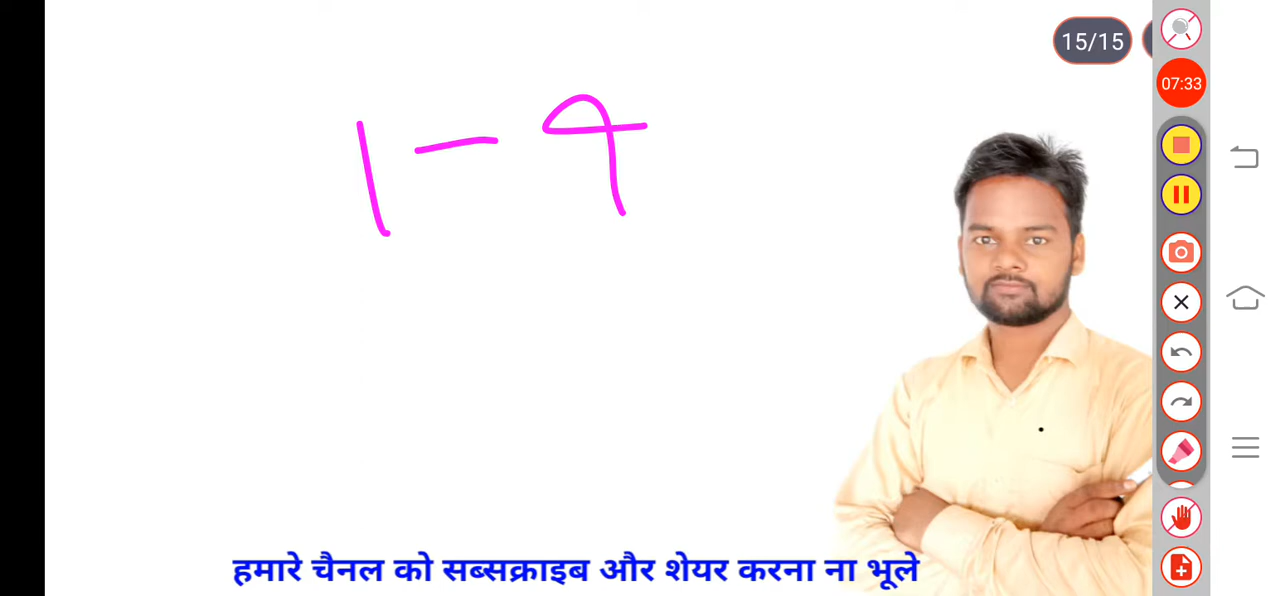 15/15
07:33
1 - 9
हमारे चैनल को सब्सक्राइब और शेयर करना ना भूले